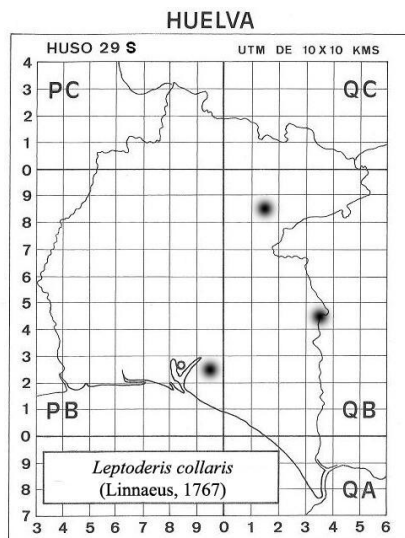 HUELVA
HUSO 29 S
UTM DE 10 X 10 KMS
4
3
2
1
0
9
8
7
6
5
4
3
2
1
0
9
8
7
PC
QC
PB
QB
QA
Leptoderis collaris
(Linnaeus, 1767)
3 4 5 6 7 8 9 0 1 2 3 4 5 6